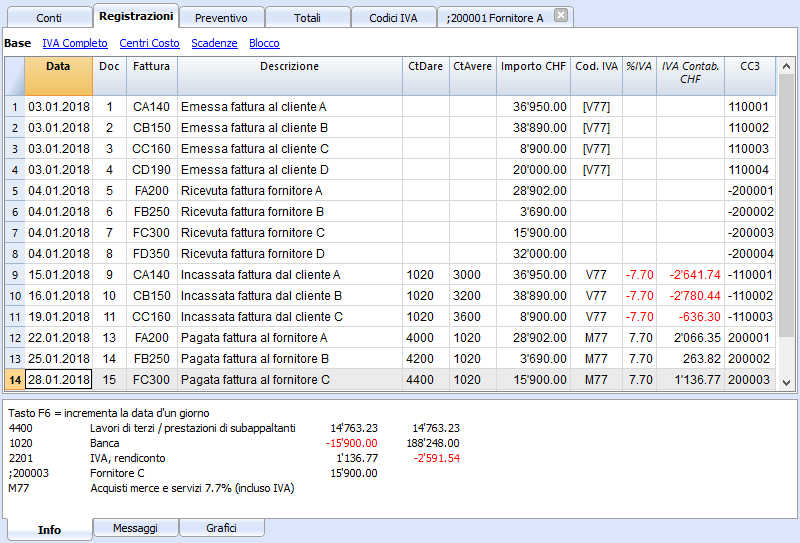 Conti Registrazioni Preventivo Totali Codici IVA ;200001 Fornitore A
Base IVA Completo Centri Costo Scadenze Blocco
Data Doc Fattura Descrizione CtDare CtAvere Importo CHF Cod. IVA %IVA IVA Contab. CHF CC3
1 03.01.2018 1 CA140 Emessa fattura al cliente A 36'950.00 [V77] 110001
2 03.01.2018 2 CB150 Emessa fattura al cliente B 38'890.00 [V77] 110002
3 03.01.2018 3 CC160 Emessa fattura al cliente C 8'900.00 [V77] 110003
4 03.01.2018 4 CD190 Emessa fattura al cliente D 20'000.00 [V77] 110004
5 04.01.2018 5 FA200 Ricevuta fattura fornitore A 28'902.00 -200001
6 04.01.2018 6 FB250 Ricevuta fattura fornitore B 3'690.00 -200002
7 04.01.2018 7 FC300 Ricevuta fattura fornitore C 15'900.00 -200003
8 04.01.2018 8 FD350 Ricevuta fattura fornitore D 32'000.00 -200004
9 15.01.2018 9 CA140 Incassata fattura dal cliente A 1020 3000 36'950.00 V77 -7.70 -2'641.74 -110001
10 16.01.2018 10 CB150 Incassata fattura dal cliente B 1020 3200 38'890.00 V77 -7.70 -2'780.44 -110002
11 19.01.2018 11 CC160 Incassata fattura dal cliente C 1020 3600 8'900.00 V77 -7.70 -636.30 -110003
12 22.01.2018 13 FA200 Pagata fattura al fornitore A 4000 1020 28'902.00 M77 7.70 2'066.35 200001
13 25.01.2018 14 FB250 Pagata fattura al fornitore B 4200 1020 3'690.00 M77 7.70 263.82 200002
14 28.01.2018 15 FC300 Pagata fattura al fornitore C 4400 1020 15'900.00 M77 7.70 1'136.77 200003
Tasto F6 = incrementa la data d'un giorno
4400 Lavori di terzi / prestazioni di subappaltanti 14'763.23 14'763.23
1020 Banca -15'900.00 188'248.00
2201 IVA, rendiconto 1'136.77 -2'591.54
;200003 Fornitore C 15'900.00
M77 Acquisti merce e servizi 7.7% (incluso IVA)
Info Messaggi Grafici